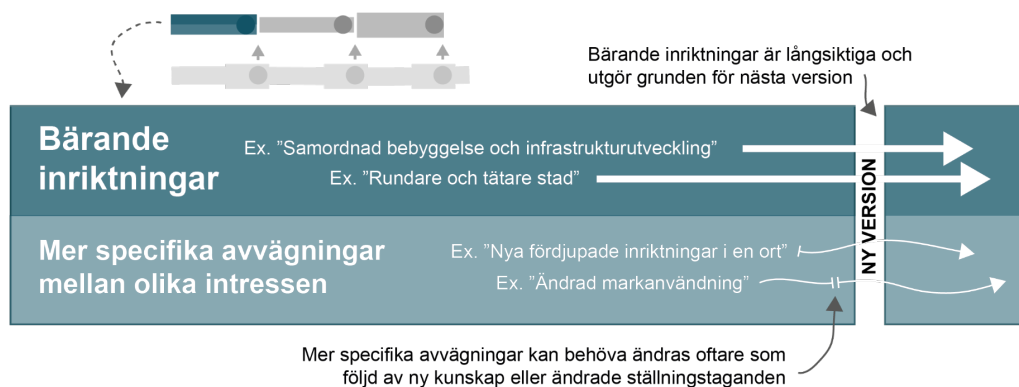 Bärande inriktningar är långsiktiga och
utgör grunden för nästa version
Bärande
inriktningar
Ex. ”Samordnad bebyggelse och infrastrukturutveckling”
Ex. ”Rundare och tätare stad”
NY VERSION
Mer specifika avvägningar
mellan olika intressen
Ex. ”Nya fördjupade inriktningar i en ort”
Ex. ”Ändrad markanvändning”
Mer specifika avvägningar kan behöva ändras oftare som
följd av ny kunskap eller ändrade ställningstaganden